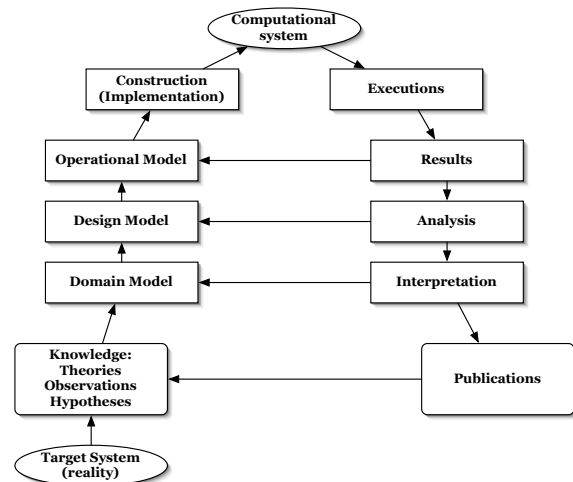 Computational
system
Construction
(Implementation)
Executions
Operational Model
Results
Design Model
Analysis
Domain Model
Interpretation
Knowledge:
Theories
Observations
Hypotheses
Publications
Target System
(reality)